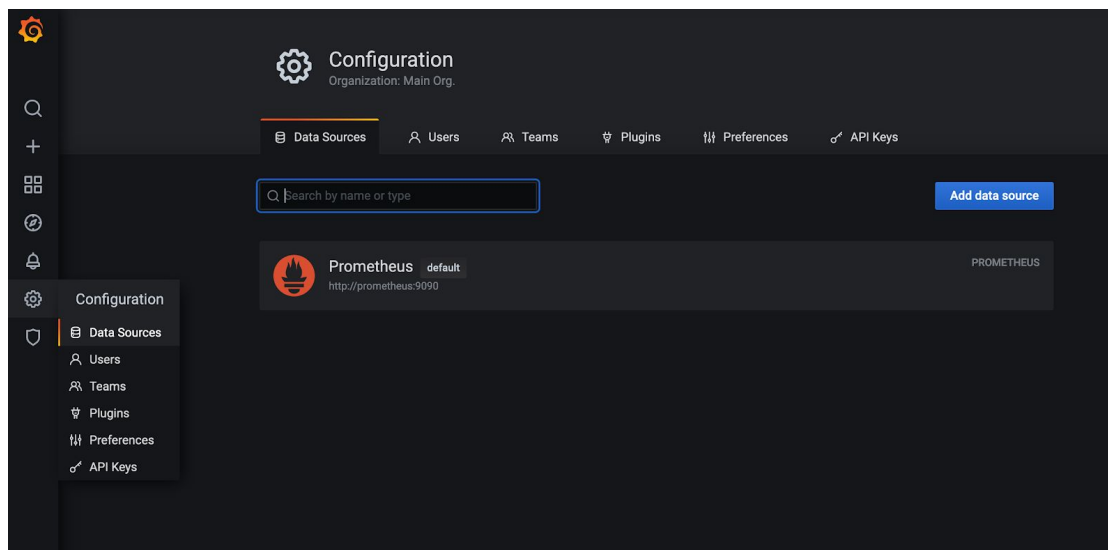 Configuration
Organization: Main Org.
Data Sources
Users
Teams
Plugins
Preferences
API Keys
Search by name or type
Add data source
Prometheus default
PROMETHEUS
http://prometheus:9090
Configuration
Data Sources
Users
Teams
Plugins
Preferences
API Keys